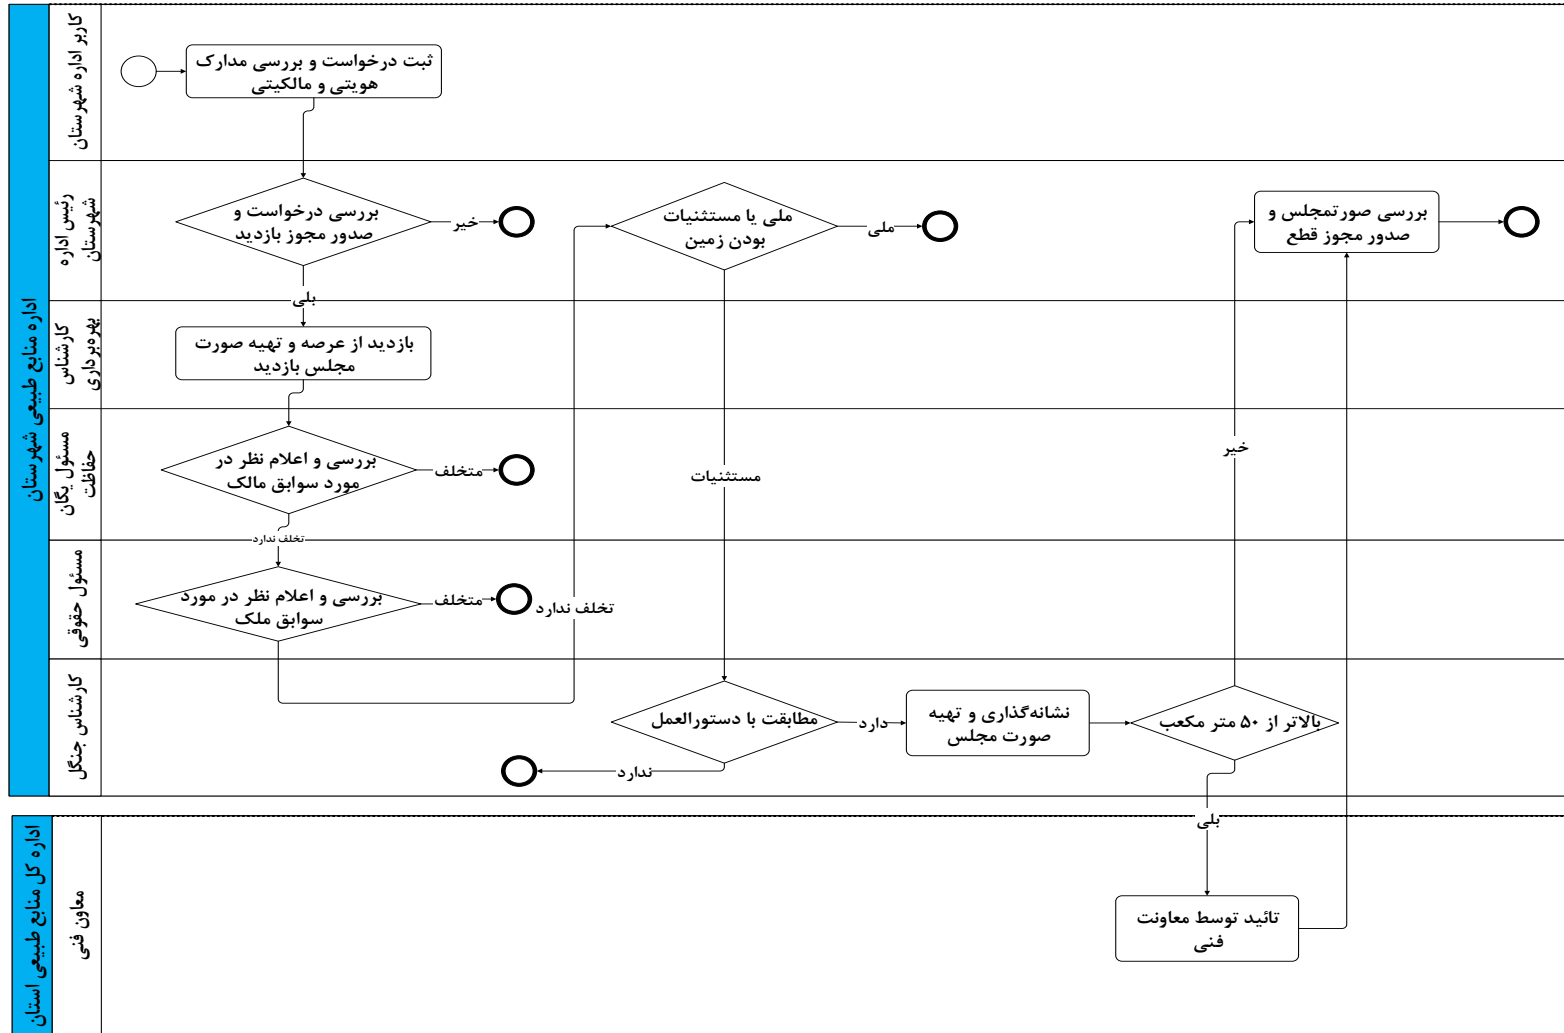 اداره منابع طبیعی شهرستان
کاربر اداره شهرستان
ثبت درخواست و بررسی مدارک
هویتی و مالکیتی
رئیس اداره
شهرستان
بررسی درخواست و
صدور مجوز بازدید
خیر
بلی
ملی یا مستثنیات
بودن زمین
ملی
مستثنیات
بررسی صورتمجلس و
صدور مجوز قطع
کارشناس
بهره‌برداری
بازدید از عرصه و تهیه صورت
مجلس بازدید
مسئول یگان
حفاظت
بررسی و اعلام نظر در
مورد سوابق مالک
متخلف
تخلف ندارد
خیر
مسئول حقوقی
بررسی و اعلام نظر در مورد
سوابق ملک
متخلف
تخلف ندارد
کارشناس جنگل
مطابقت با دستورالعمل
دارد
ندارد
نشانه‌گذاری و تهیه
صورت مجلس
بالاتر از ۵۰ متر مکعب
بلی
اداره کل منابع طبیعی استان
معاون فنی
تائید توسط معاونت
فنی